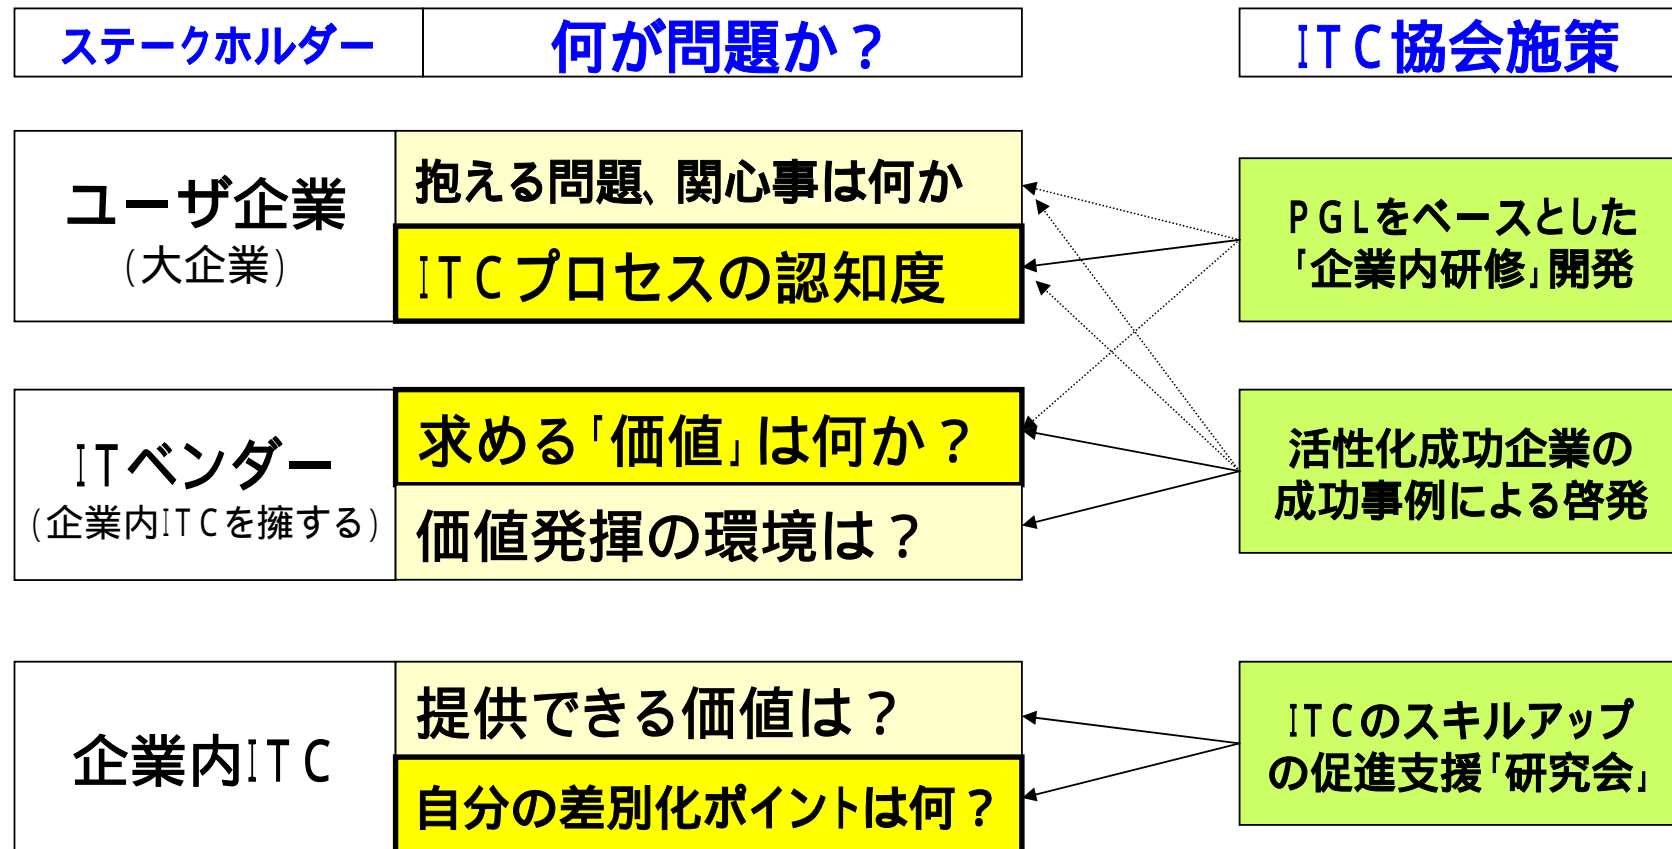 ステークホルダー
何が問題か？
ITC協会施策
ユーザ企業
(大企業)
抱える問題、関心事は何か
ITCプロセスの認知度
PGLをベースとした
「企業内研修」開発
ITベンダー
(企業内ITCを擁する)
求める「価値」は何か？
価値発揮の環境は？
活性化成功企業の
成功事例による啓発
企業内ITC
提供できる価値は？
自分の差別化ポイントは何？
ITCのスキルアップ
の促進支援「研究会」